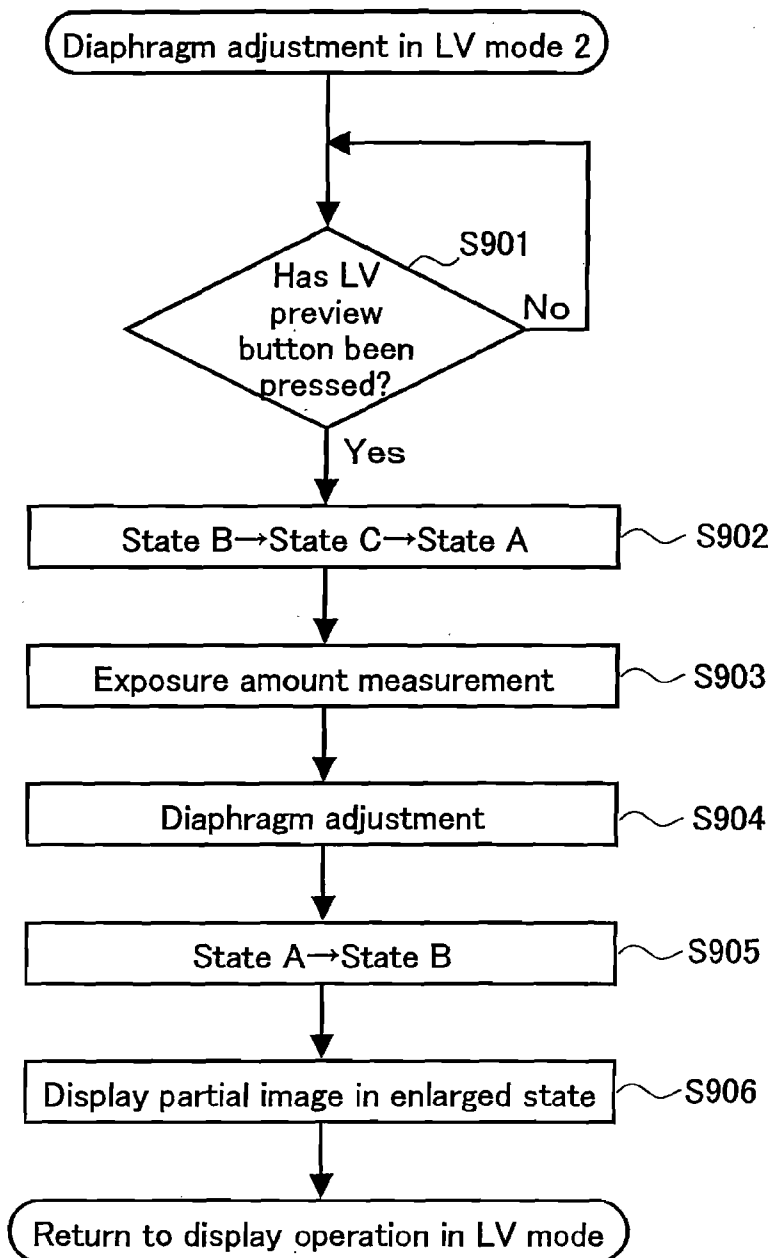 Diaphragm adjustment in LV mode 2
S901
Has LV
preview
button been
pressed?
No
Yes
State B→State C→State A
S902
Exposure amount measurement
S903
Diaphragm adjustment
S904
State A→State B
S905
Display partial image in enlarged state
S906
Return to display operation in LV mode